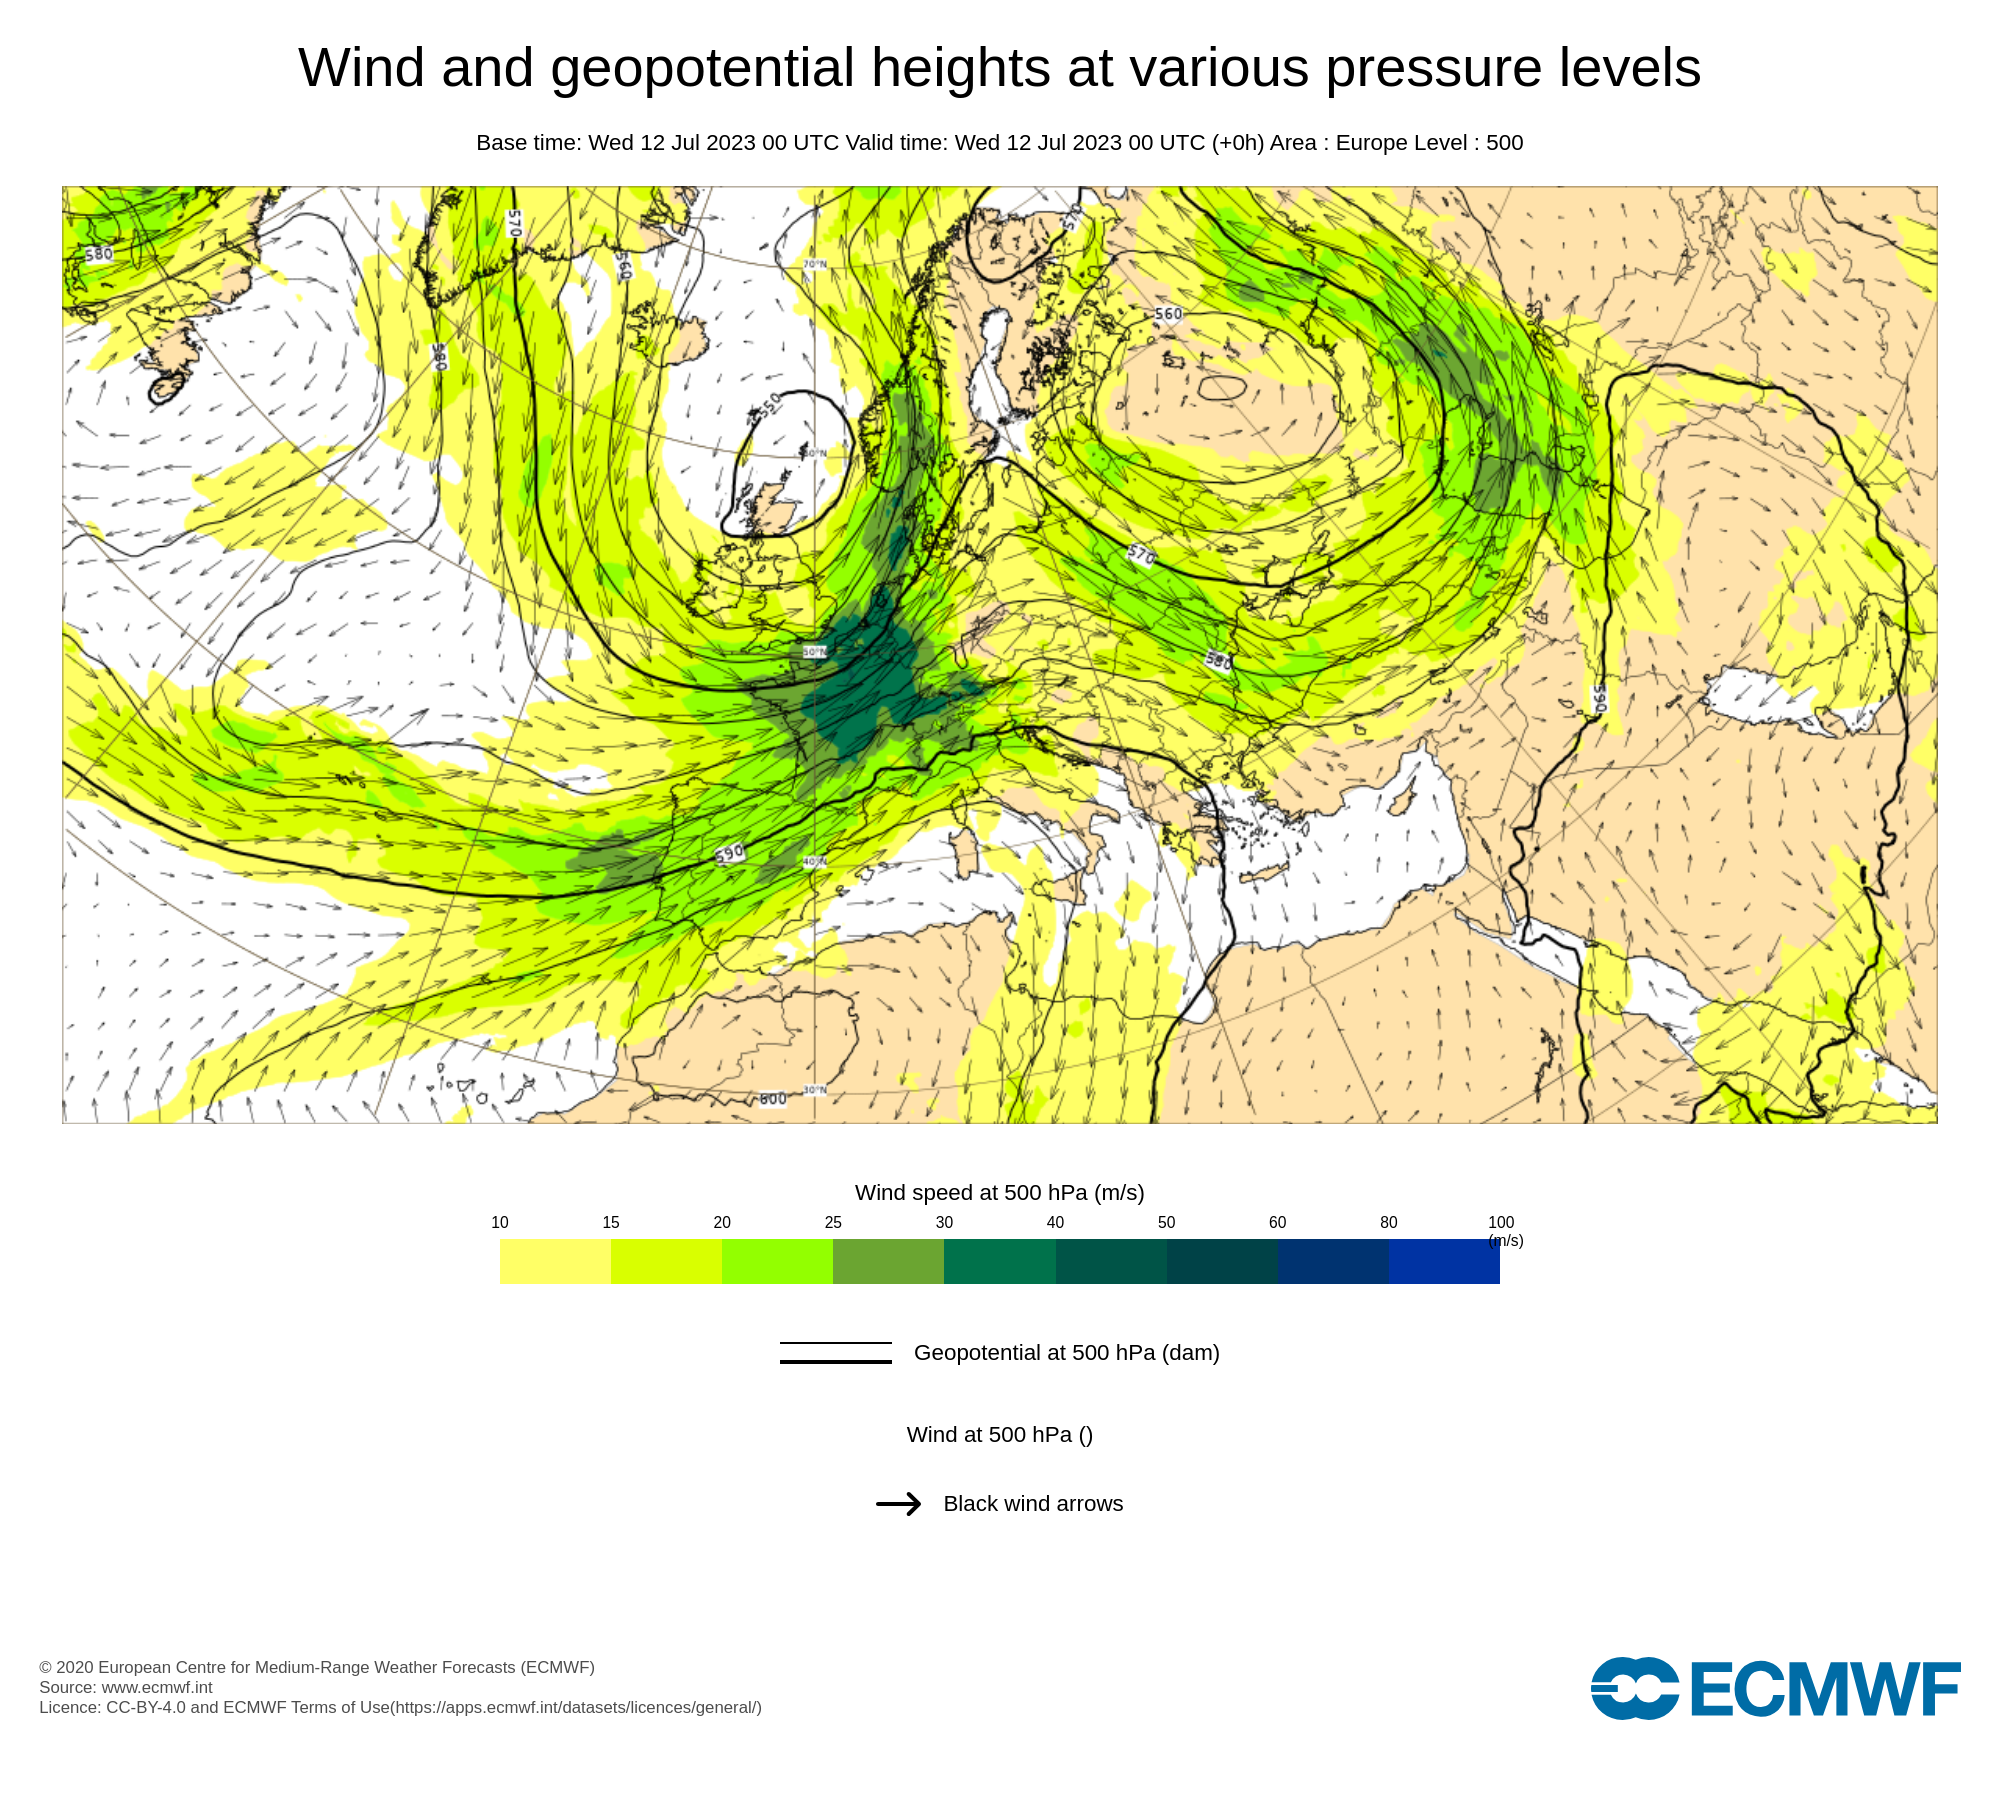 Wind and geopotential heights at various pressure levels
Base time: Wed 12 Jul 2023 00 UTC Valid time: Wed 12 Jul 2023 00 UTC (+0h) Area : Europe Level : 500
570
570
580
560
70°N
560
580
550
60°N
570
50°N
580
590
590
40°N
600
30°N
Wind speed at 500 hPa (m/s)
10 15 20 25 30 40 50 60 80 100
(m/s)
Geopotential at 500 hPa (dam)
Wind at 500 hPa ()
Black wind arrows
© 2020 European Centre for Medium-Range Weather Forecasts (ECMWF)
Source: www.ecmwf.int
Licence: CC-BY-4.0 and ECMWF Terms of Use(https://apps.ecmwf.int/datasets/licences/general/)
ECMWF